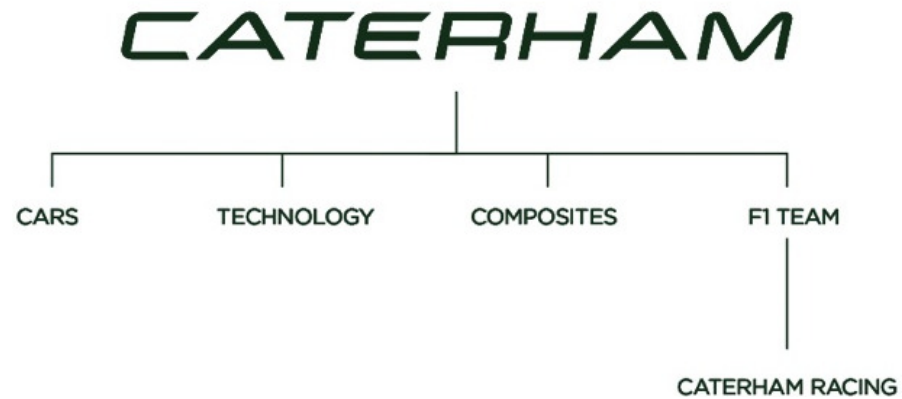 CATERHAM
CARS TECHNOLOGY COMPOSITES F1 TEAM
CATERHAM RACING